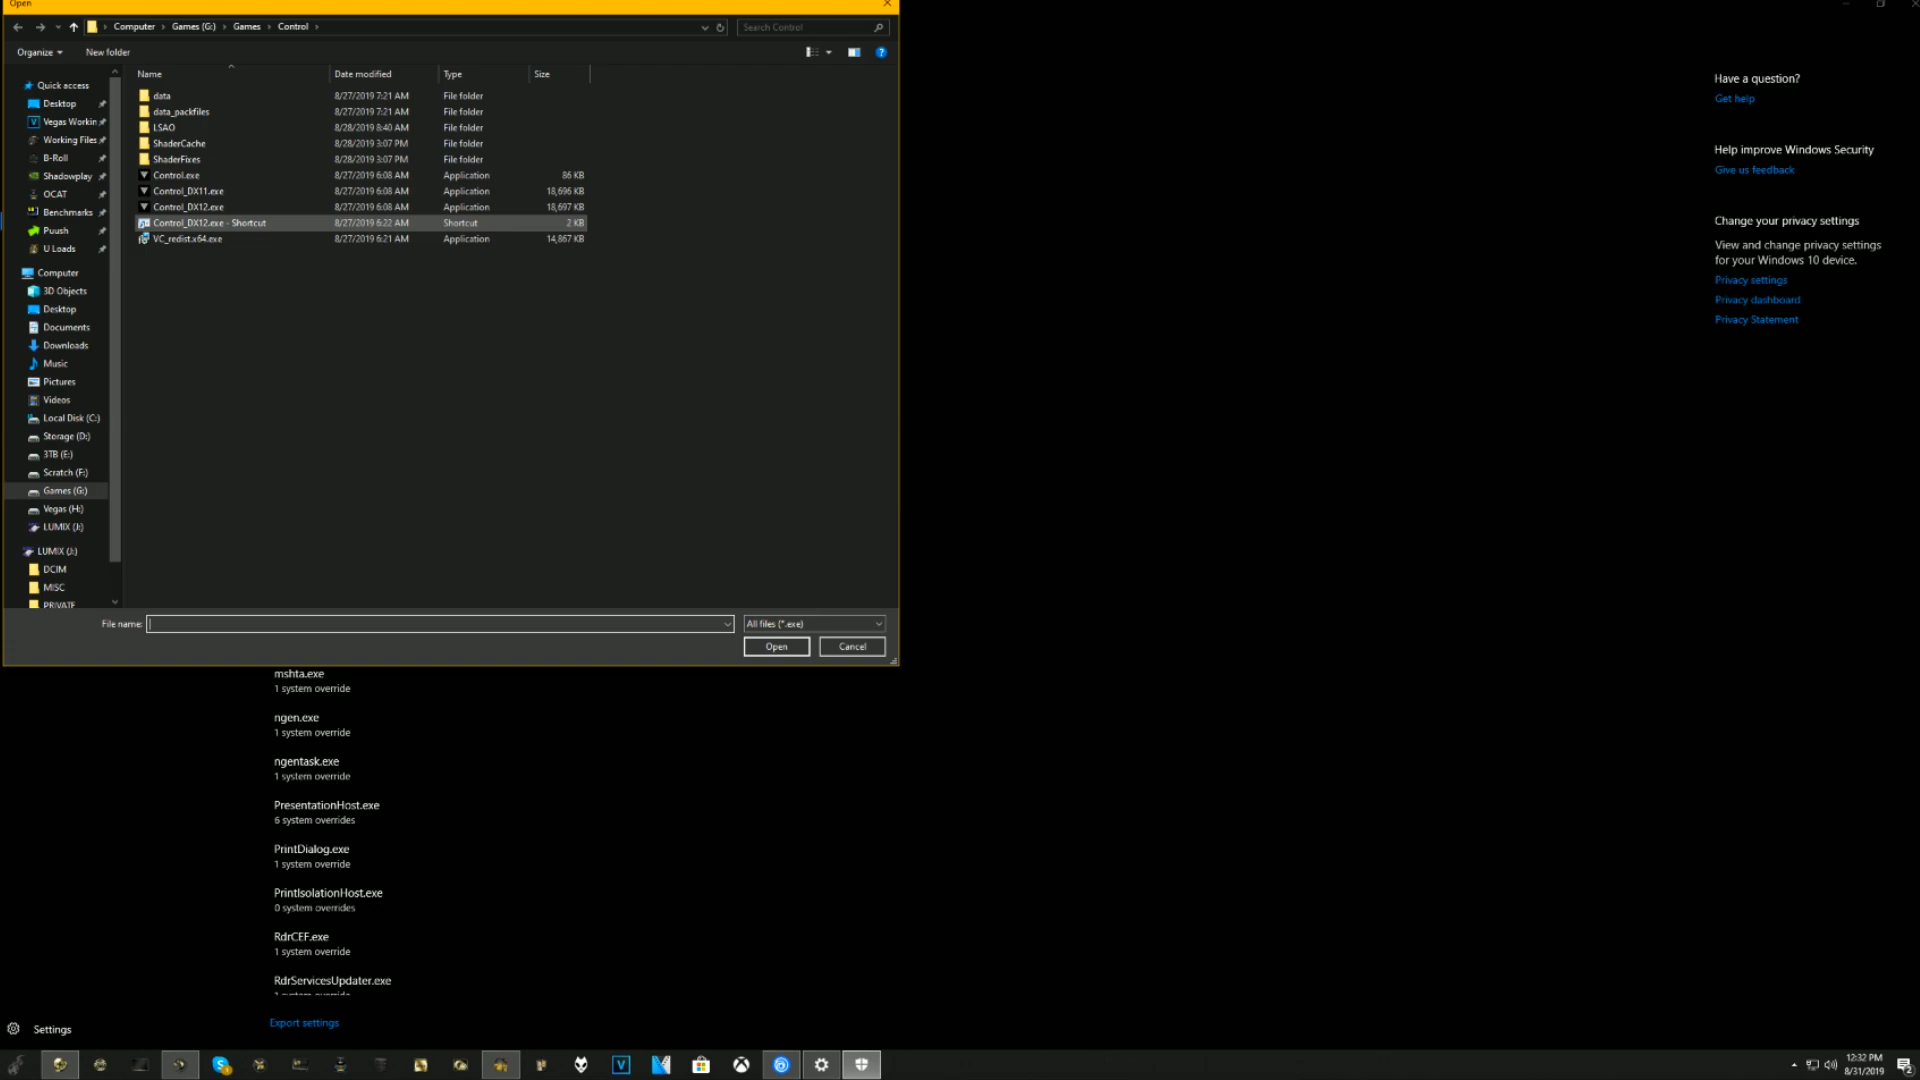 Open
Computer > Games (G:) > Games > Control >
Search Control
Organize
New folder
Name Date modified Type Size
data 8/27/2019 7:21 AM File folder
data_packfiles 8/27/2019 7:21 AM File folder
LSAO 8/28/2019 8:40 AM File folder
ShaderCache 8/28/2019 3:07 PM File folder
ShaderFixes 8/28/2019 3:07 PM File folder
Control.exe 8/27/2019 6:08 AM Application 86 KB
Control_DX11.exe 8/27/2019 6:08 AM Application 18,696 KB
Control_DX12.exe 8/27/2019 6:08 AM Application 18,697 KB
Control_DX12.exe - Shortcut 8/27/2019 6:22 AM Shortcut 2 KB
VC_redist.x64.exe 8/27/2019 6:21 AM Application 14,867 KB
Quick access
Desktop
Vegas Workin
Working Files
B-Roll
Shadowplay
OCAT
Benchmarks
Puush
U Loads
Computer
3D Objects
Desktop
Documents
Downloads
Music
Pictures
Videos
Local Disk (C:)
Storage (D:)
3TB (E:)
Scratch (F:)
Games (G:)
Vegas (H:)
LUMIX (J:)
LUMIX (J:)
DCIM
MISC
PRIVATE
File name:
All files (*.exe)
Open
Cancel
Have a question?
Get help
Help improve Windows Security
Give us feedback
Change your privacy settings
View and change privacy settings
for your Windows 10 device.
Privacy settings
Privacy dashboard
Privacy Statement
mshta.exe
1 system override
ngen.exe
1 system override
ngentask.exe
1 system override
PresentationHost.exe
6 system overrides
PrintDialog.exe
1 system override
PrintIsolationHost.exe
0 system overrides
RdrCEF.exe
1 system override
RdrServicesUpdater.exe
1 system override
Export settings
Settings
12:32 PM
8/31/2019